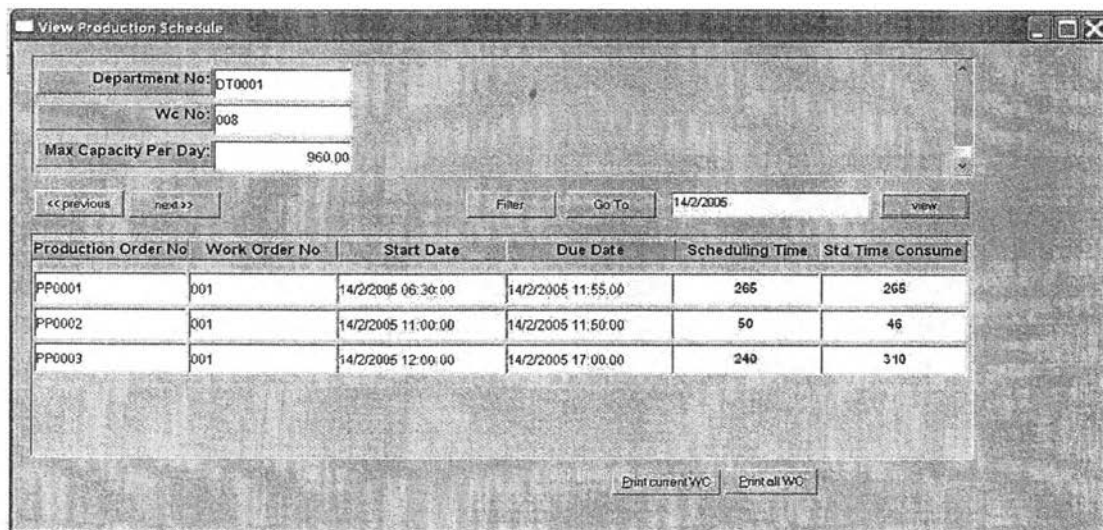 View Production Schedule
Department No: DT0001
Wc No: 008
Max Capacity Per Day: 960.00
<< previous next >> Filter Go To 14/2/2005 view
Production Order No Work Order No Start Date Due Date Scheduling Time Std Time Consume
PP0001 001 14/2/2005 06:30:00 14/2/2005 11:55:00 265 265
PP0002 001 14/2/2005 11:00:00 14/2/2005 11:50:00 50 46
PP0003 001 14/2/2005 12:00:00 14/2/2005 17:00:00 240 310
Print current WC Print all WC